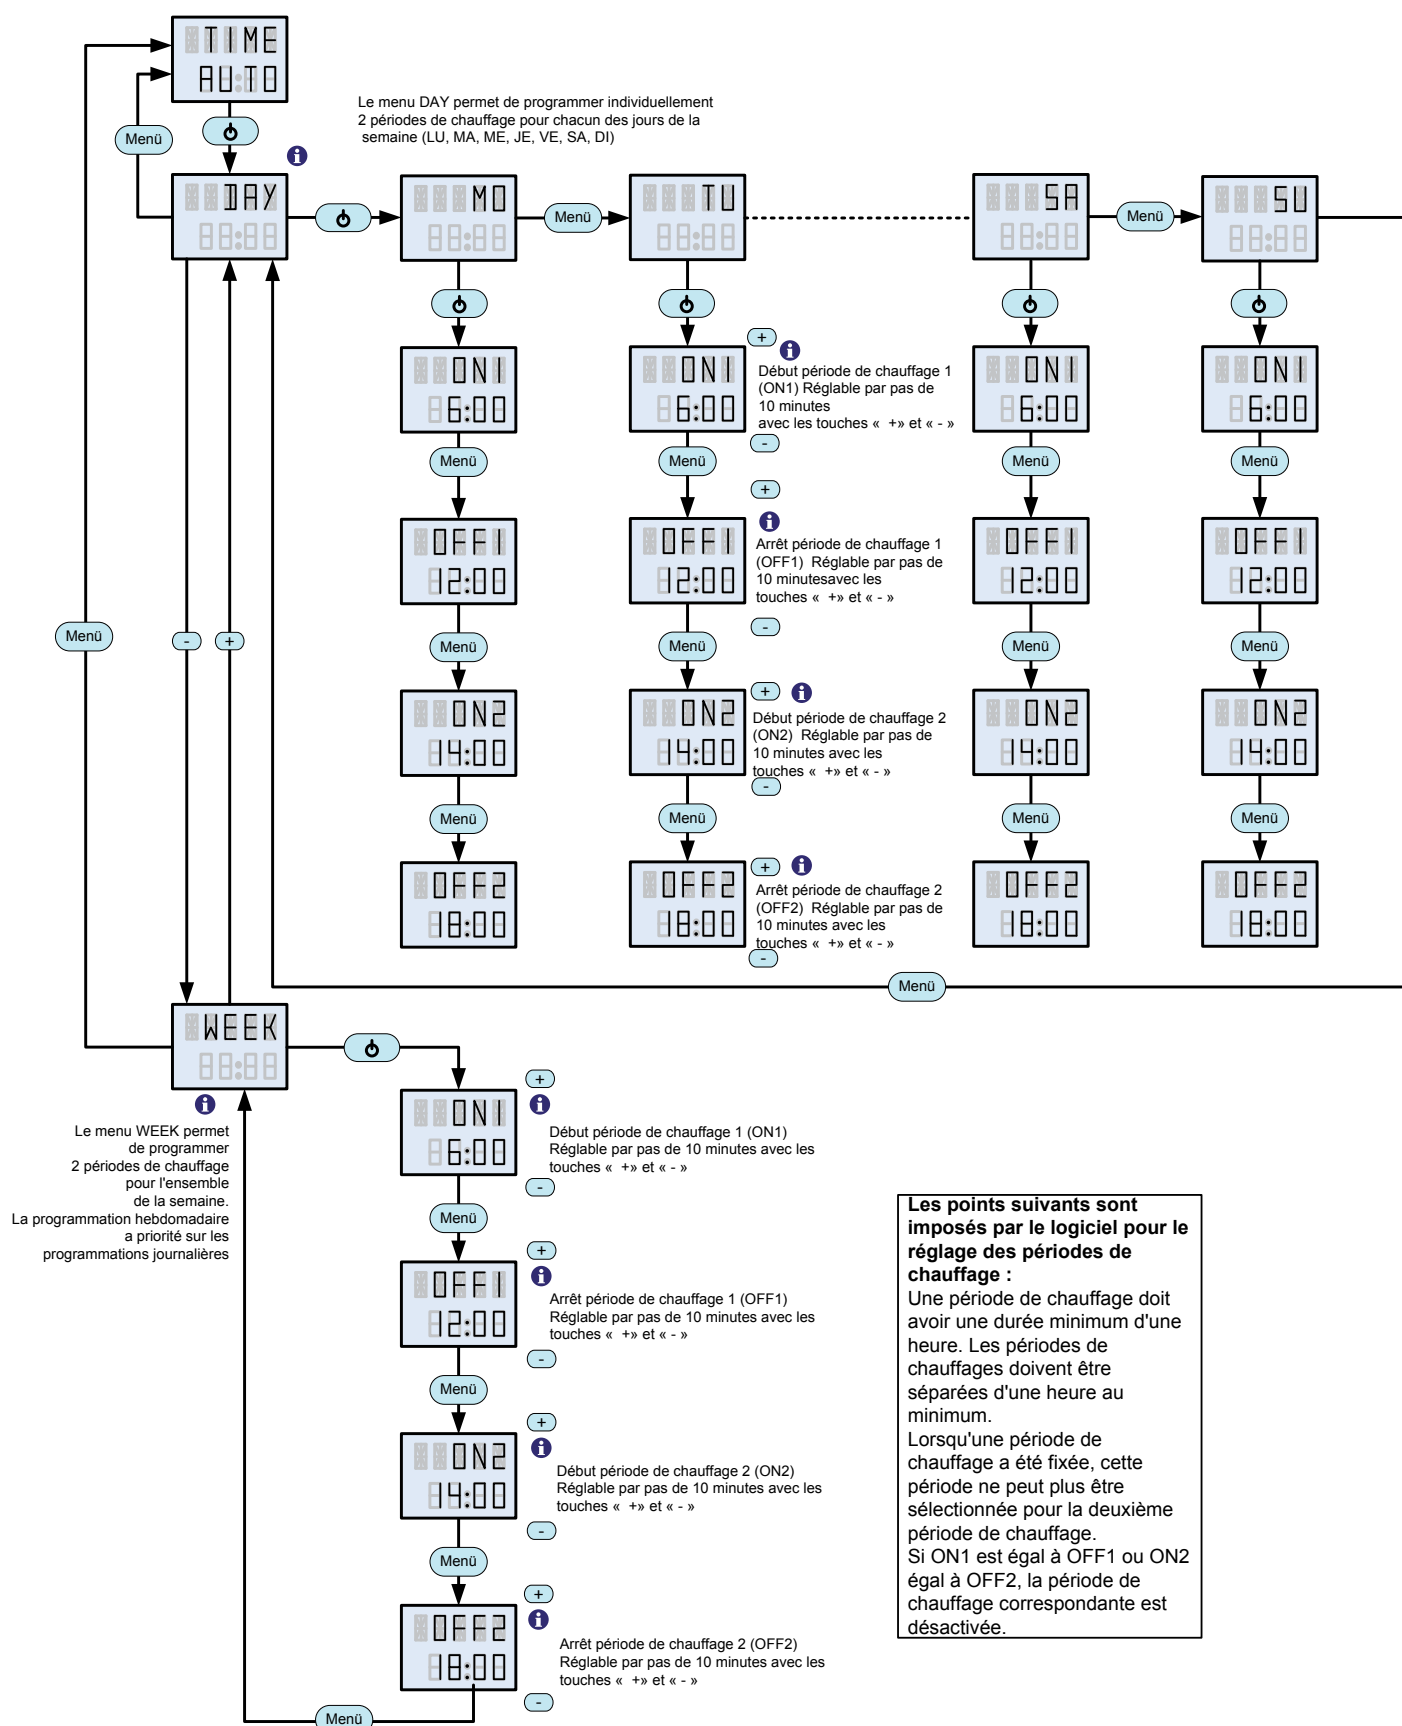 TIME
AUTO
Menü
Le menu DAY permet de programmer individuellement
2 périodes de chauffage pour chacun des jours de la
semaine (LU, MA, ME, JE, VE, SA, DI)
DAY
MO
Menü
TU
SA
Menü
SU
ON1
6:00
Menü
OFF1
12:00
Menü
ON2
14:00
Menü
OFF2
18:00
ON1
6:00
+
Début période de chauffage 1
(ON1) Réglable par pas de
10 minutes
avec les touches « +» et « - »
-
Menü
+
OFF1
12:00
Arrêt période de chauffage 1
(OFF1) Réglable par pas de
10 minutesavec les
touches « +» et « - »
-
Menü
ON2
14:00
+
Début période de chauffage 2
(ON2) Réglable par pas de
10 minutes avec les
touches « +» et « - »
-
Menü
OFF2
18:00
+
Arrêt période de chauffage 2
(OFF2) Réglable par pas de
10 minutes avec les
touches « +» et « - »
-
ON1
6:00
Menü
OFF1
12:00
Menü
ON2
14:00
Menü
OFF2
18:00
ON1
6:00
Menü
OFF1
12:00
Menü
ON2
14:00
Menü
OFF2
18:00
Menü
Menü
-
+
WEEK
Le menu WEEK permet
de programmer
2 périodes de chauffage
pour l'ensemble
de la semaine.
La programmation hebdomadaire
a priorité sur les
programmations journalières
ON1
6:00
+
Début période de chauffage 1 (ON1)
Réglable par pas de 10 minutes avec les
touches « +» et « - »
-
Menü
OFF1
12:00
+
Arrêt période de chauffage 1 (OFF1)
Réglable par pas de 10 minutes avec les
touches « +» et « - »
-
Menü
ON2
14:00
+
Début période de chauffage 2 (ON2)
Réglable par pas de 10 minutes avec les
touches « +» et « - »
-
Menü
OFF2
18:00
+
Arrêt période de chauffage 2 (OFF2)
Réglable par pas de 10 minutes avec les
touches « +» et « - »
-
Menü
Les points suivants sont
imposés par le logiciel pour le
réglage des périodes de
chauffage :
Une période de chauffage doit
avoir une durée minimum d'une
heure. Les périodes de
chauffages doivent être
séparées d'une heure au
minimum.
Lorsqu'une période de
chauffage a été fixée, cette
période ne peut plus être
sélectionnée pour la deuxième
période de chauffage.
Si ON1 est égal à OFF1 ou ON2
égal à OFF2, la période de
chauffage correspondante est
désactivée.